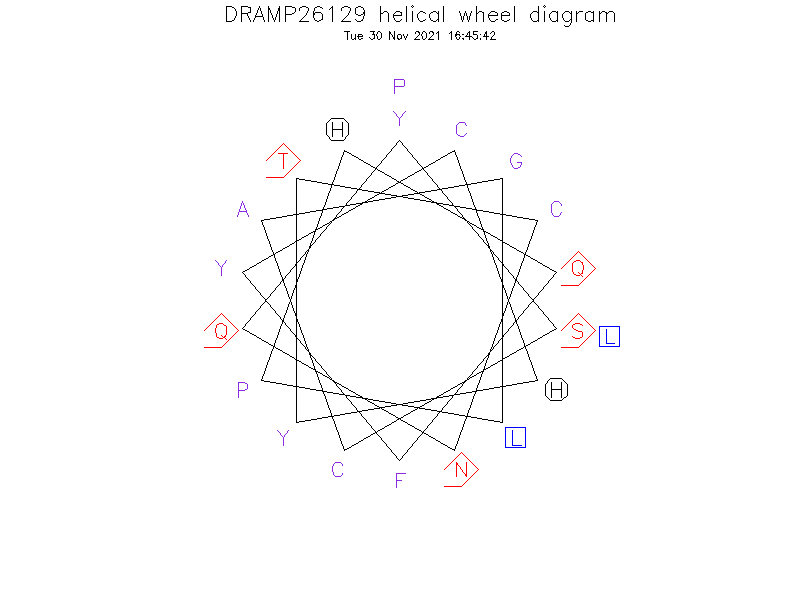 DRAMP26129 helical wheel diagram
Tue 30 Nov 2021 16:45:42
P
Y
H C
T G
A C
Y Q
Q S L
P H
Y L
C F N